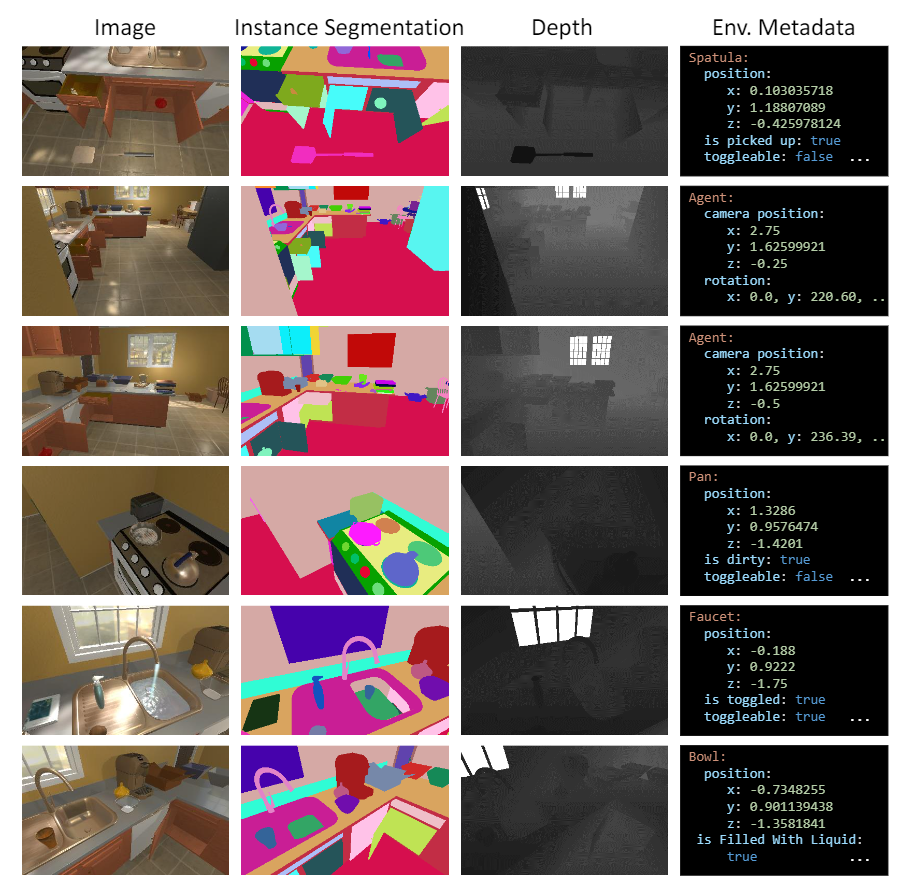 Image Instance Segmentation Depth Env. Metadata
Spatula:
position:
x: 0.103035718
y: 1.18807089
z: -0.425978124
is picked up: true
toggleable: false ...
Agent:
camera position:
x: 2.75
y: 1.62599921
z: -0.25
rotation:
x: 0.0, y: 220.60, ..
Agent:
camera position:
x: 2.75
y: 1.62599921
z: -0.5
rotation:
x: 0.0, y: 236.39, ..
Pan:
position:
x: 1.3286
y: 0.9576474
z: -1.4201
is dirty: true
toggleable: false ...
Faucet:
position:
x: -0.188
y: 0.9222
z: -1.75
is toggled: true
toggleable: true ...
Bowl:
position:
x: -0.7348255
y: 0.901139438
z: -1.3581841
is Filled With Liquid:
true ...